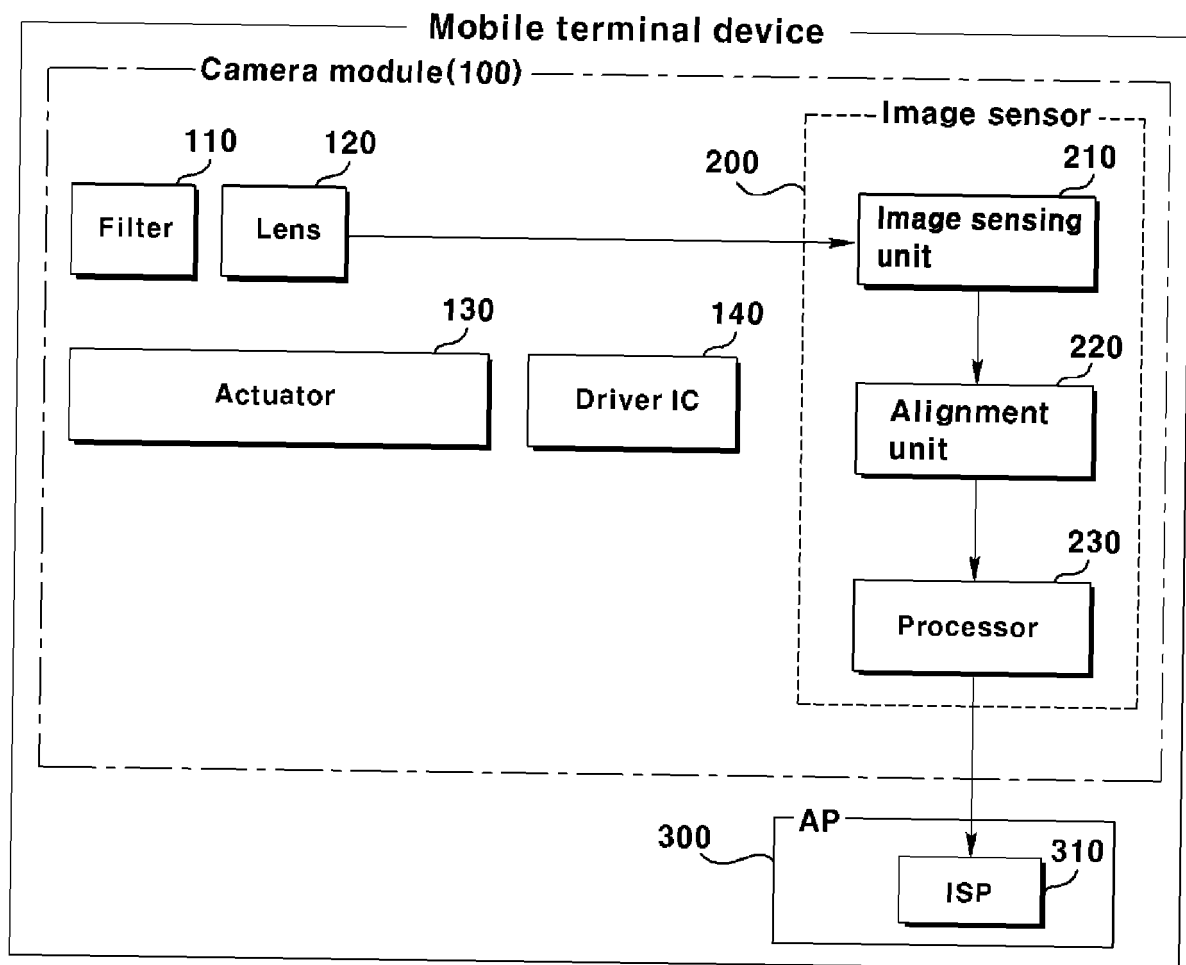 Mobile terminal device
Camera module(100)
Image sensor
110
120
200
210
Filter
Lens
Image sensing
unit
130
140
220
Actuator
Driver IC
Alignment
unit
230
Processor
AP
300
310
ISP